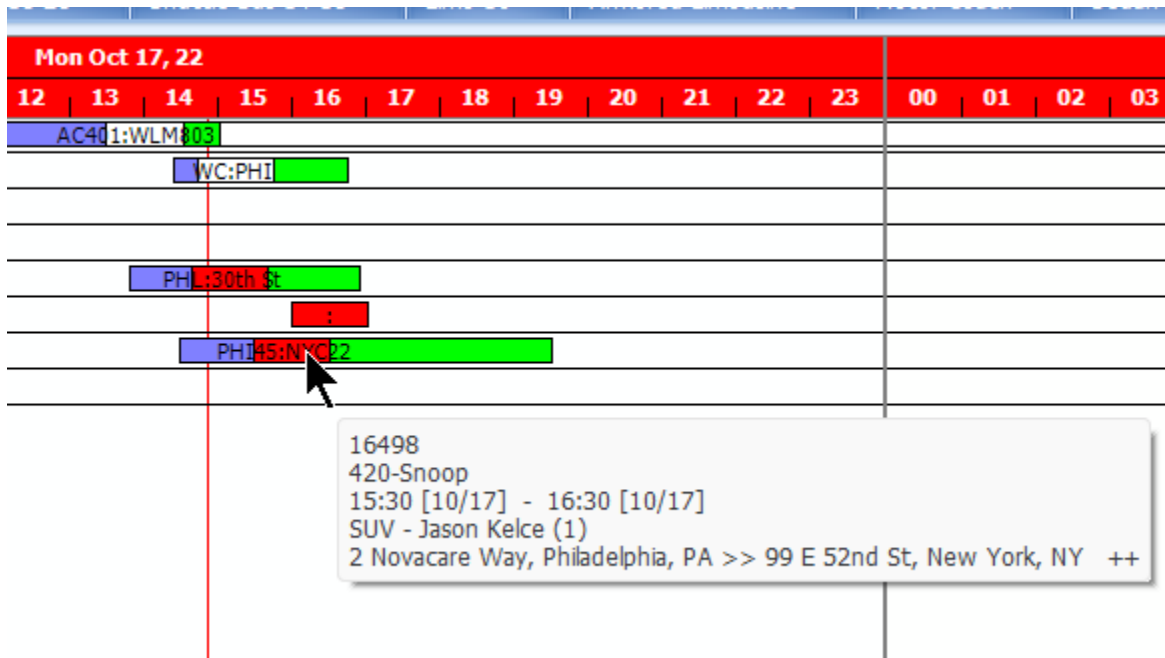 Mon Oct 17, 22
12 13 14 15 16 17 18 19 20 21 22 23 00 01 02 03
AC401:WLM803
WC:PHI
PHL:30th St
:
PHI45:NYC22
16498
420-Snoop
15:30 [10/17] - 16:30 [10/17]
SUV - Jason Kelce (1)
2 Novacare Way, Philadelphia, PA >> 99 E 52nd St, New York, NY ++